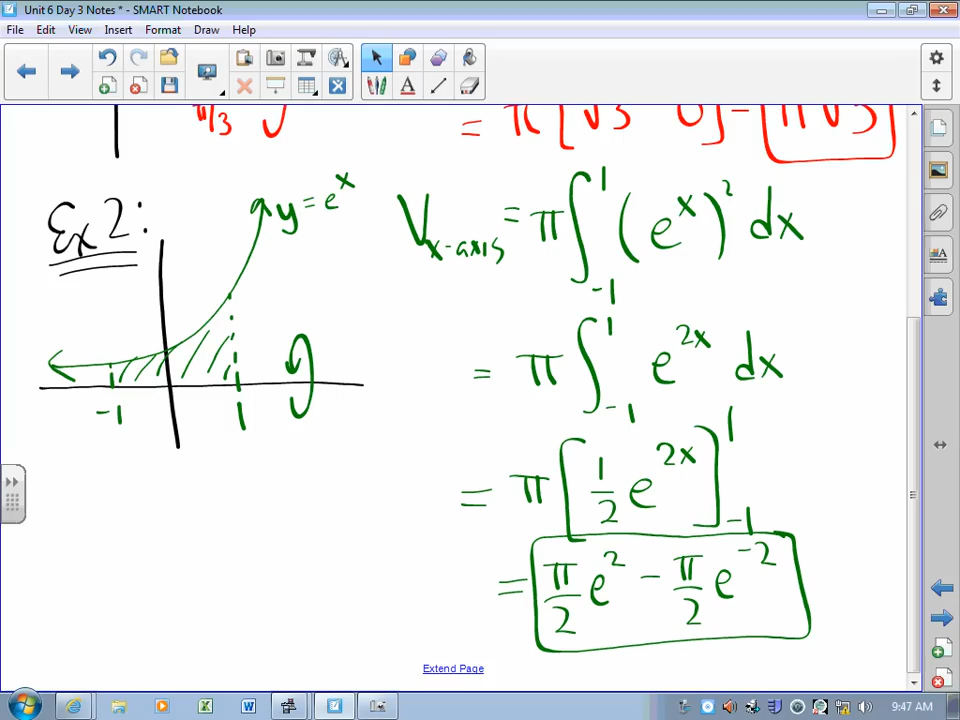 Unit 6 Day 3 Notes * - SMART Notebook
File Edit View Insert Format Draw Help
π/3
= π[√3 0] = π√3
Ex 2:
y = e^x
-1 1
V_x-axis = π∫_{-1}^{1} (e^x)^2 dx
= π∫_{-1}^{1} e^{2x} dx
= π[1/2 e^{2x}]_{-1}^{1}
= π/2 e^2 - π/2 e^{-2}
Extend Page
9:47 AM